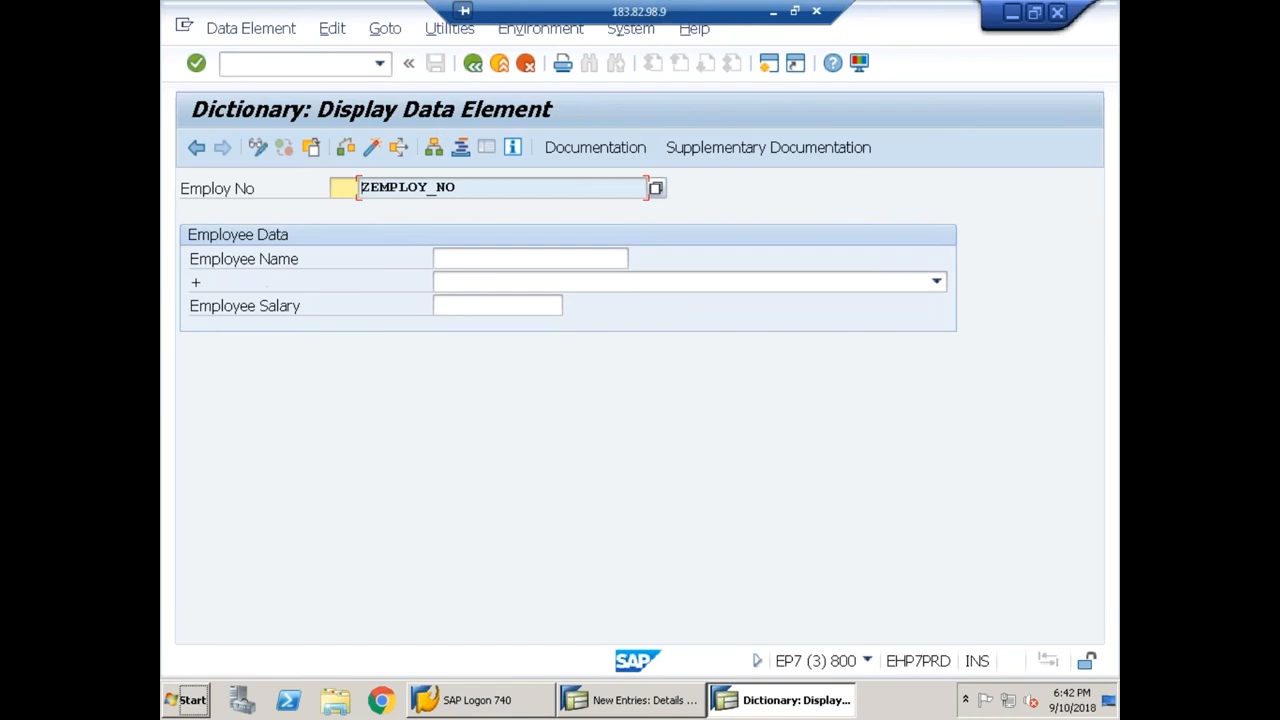 183.82.98.9
Data Element Edit Goto Utilities Environment System Help
Dictionary: Display Data Element
Documentation Supplementary Documentation
Employ No ZEMPLOY_NO
Employee Data
Employee Name
+
Employee Salary
SAP EP7 (3) 800 EHP7PRD INS
Start SAP Logon 740 New Entries: Details ... Dictionary: Display... 6:42 PM
9/10/2018